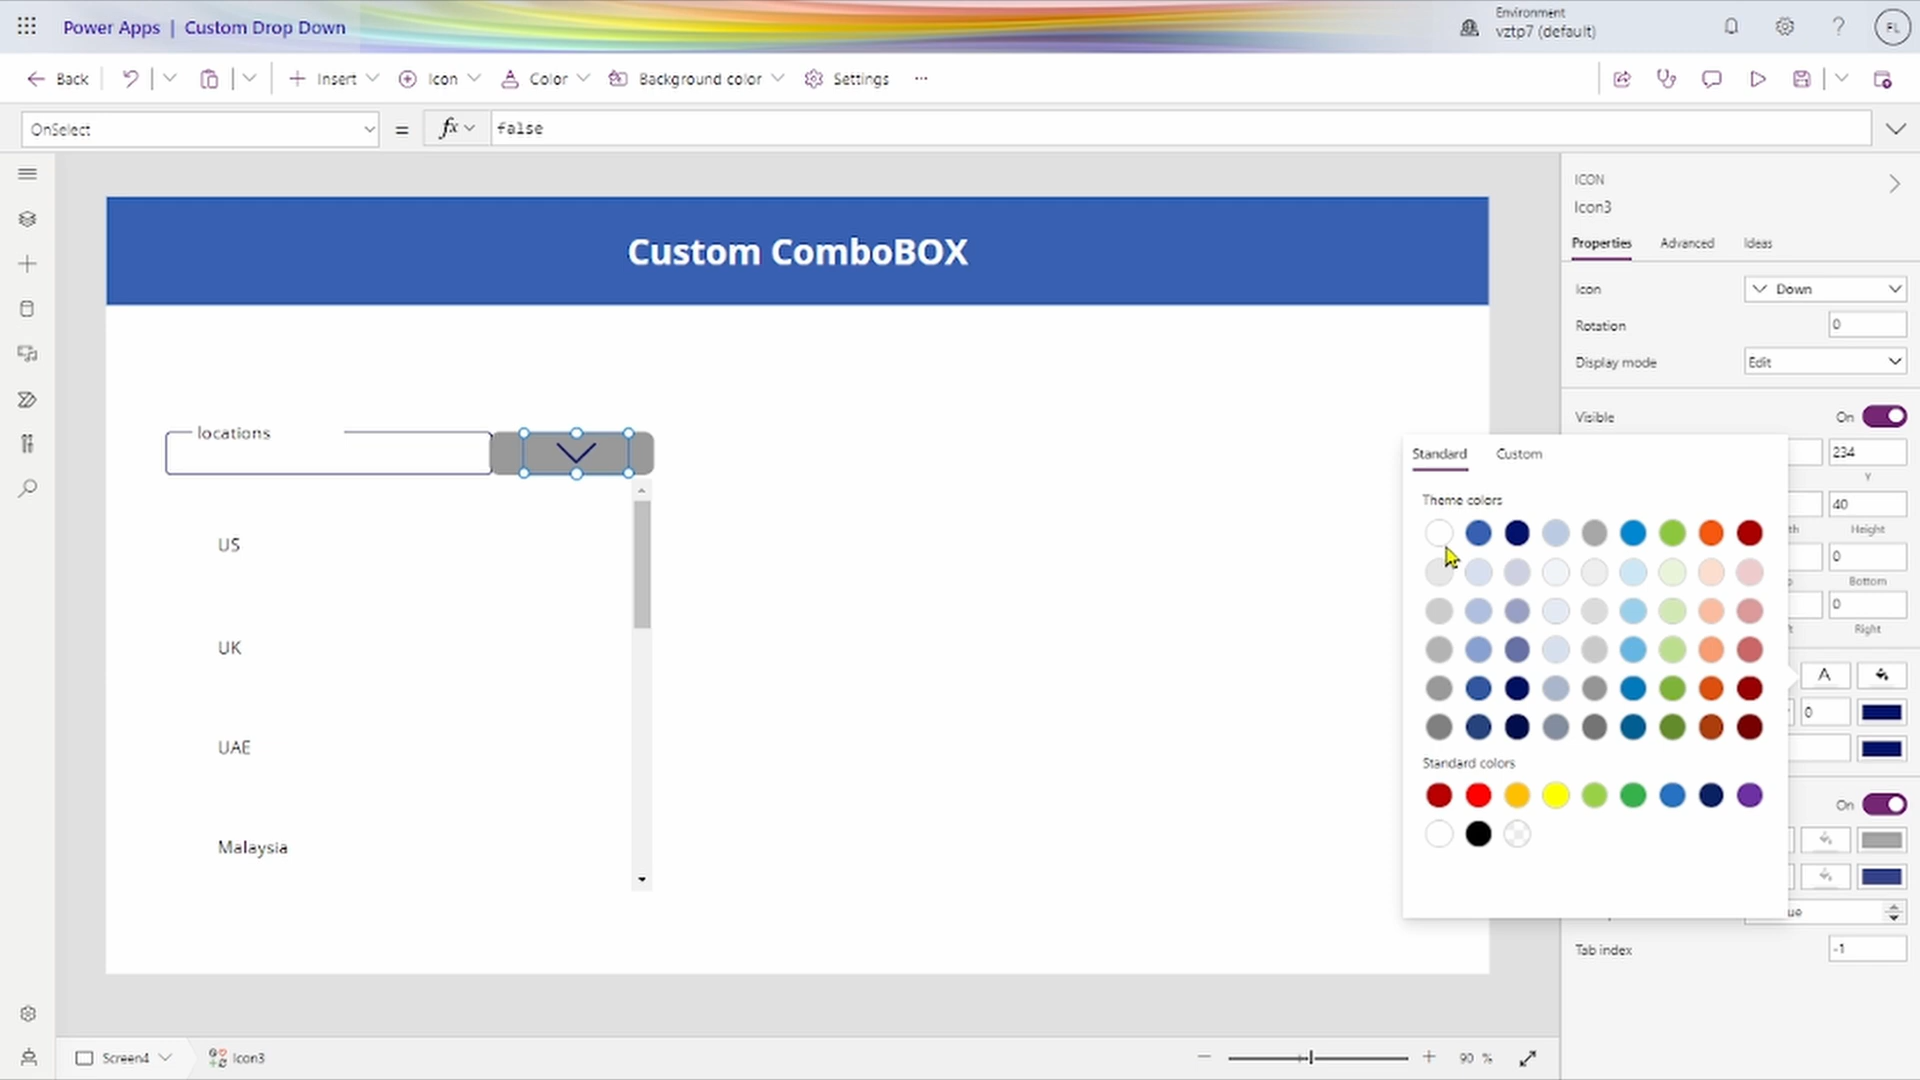 Power Apps | Custom Drop Down
Environment
vztp7 (default)
FL
Back
Insert
Icon
Color
Background color
Settings
OnSelect
=
fx
false
ICON
Icon3
Properties
Advanced
Ideas
Icon
Down
Rotation
0
Display mode
Edit
Visible
On
Custom ComboBOX
locations
US
UK
UAE
Malaysia
Standard
Custom
Theme colors
Standard colors
234
Y
40
Height
0
Bottom
0
Right
A
0
On
Tab index
-1
Screen4
Icon3
90 %